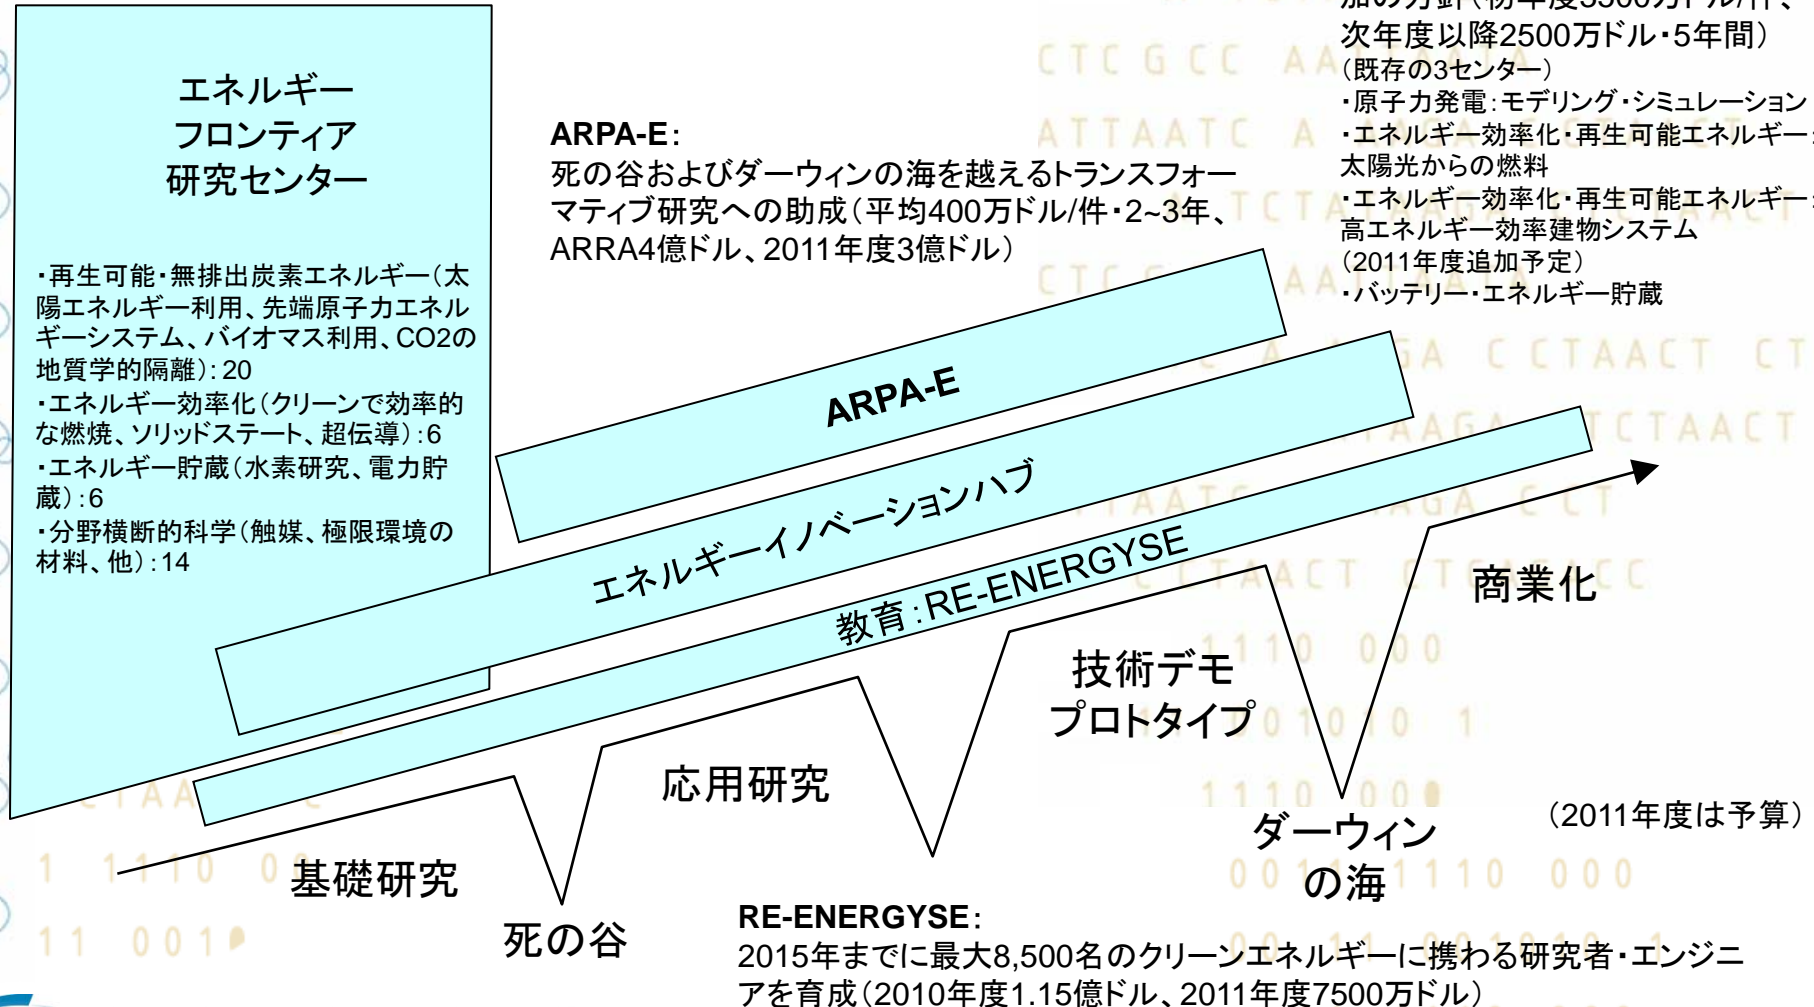 エネルギー
フロンティア
研究センター
・再生可能・無排出炭素エネルギー（太
陽エネルギー利用、先端原子力エネル
ギーシステム、バイオマス利用、CO2の
地質学的隔離）：20
・エネルギー効率化（クリーンで効率的
な燃焼、ソリッドステート、超伝導）：6
・エネルギー貯蔵（水素研究、電力貯
蔵）：6
・分野横断的科学（触媒、極限環境の
材料、他）：14
ARPA-E：
死の谷およびダーウィンの海を越えるトランスフォー
マティブ研究への助成（平均400万ドル/件・2~3年、
ARRA4億ドル、2011年度3億ドル）
次年度以降2500万ドル・5年間）
（既存の3センター）
・原子力発電：モデリング・シミュレーション
・エネルギー効率化・再生可能エネルギー
太陽光からの燃料
・エネルギー効率化・再生可能エネルギー
高エネルギー効率建物システム
（2011年度追加予定）
・バッテリー・エネルギー貯蔵
ARPA-E
エネルギーイノベーションハブ
教育：RE-ENERGYSE
商業化
技術デモ
プロトタイプ
応用研究
基礎研究
死の谷
ダーウィン
の海
（2011年度は予算）
RE-ENERGYSE：
2015年までに最大8,500名のクリーンエネルギーに携わる研究者・エンジニ
アを育成（2010年度1.15億ドル、2011年度7500万ドル）